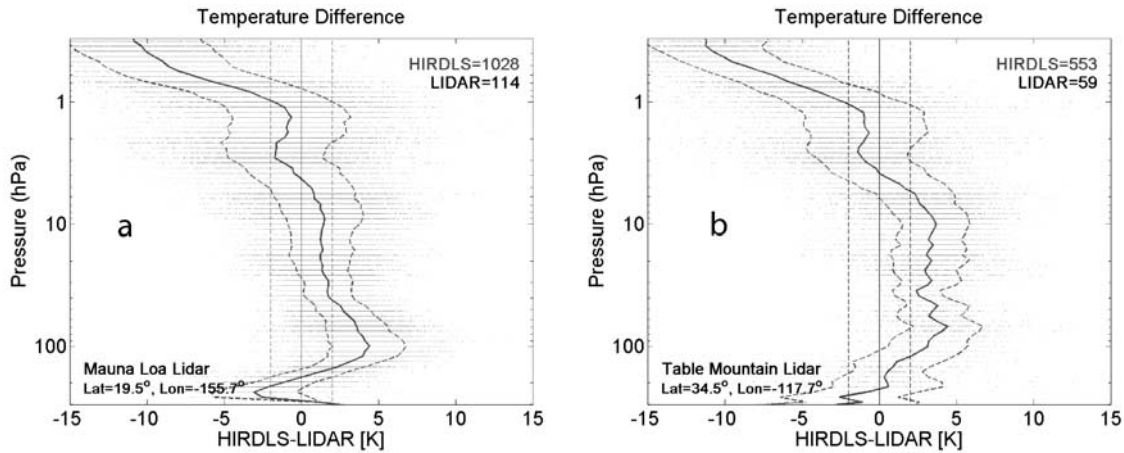 Temperature Difference
HIRDLS=1028
LIDAR=114
1
10
100
Pressure (hPa)
a
Mauna Loa Lidar
Lat=19.5°, Lon=-155.7°
-15 -10 -5 0 5 10 15
HIRDLS-LIDAR [K]
Temperature Difference
HIRDLS=553
LIDAR=59
1
10
100
Pressure (hPa)
b
Table Mountain Lidar
Lat=34.5°, Lon=-117.7°
-15 -10 -5 0 5 10 15
HIRDLS-LIDAR [K]